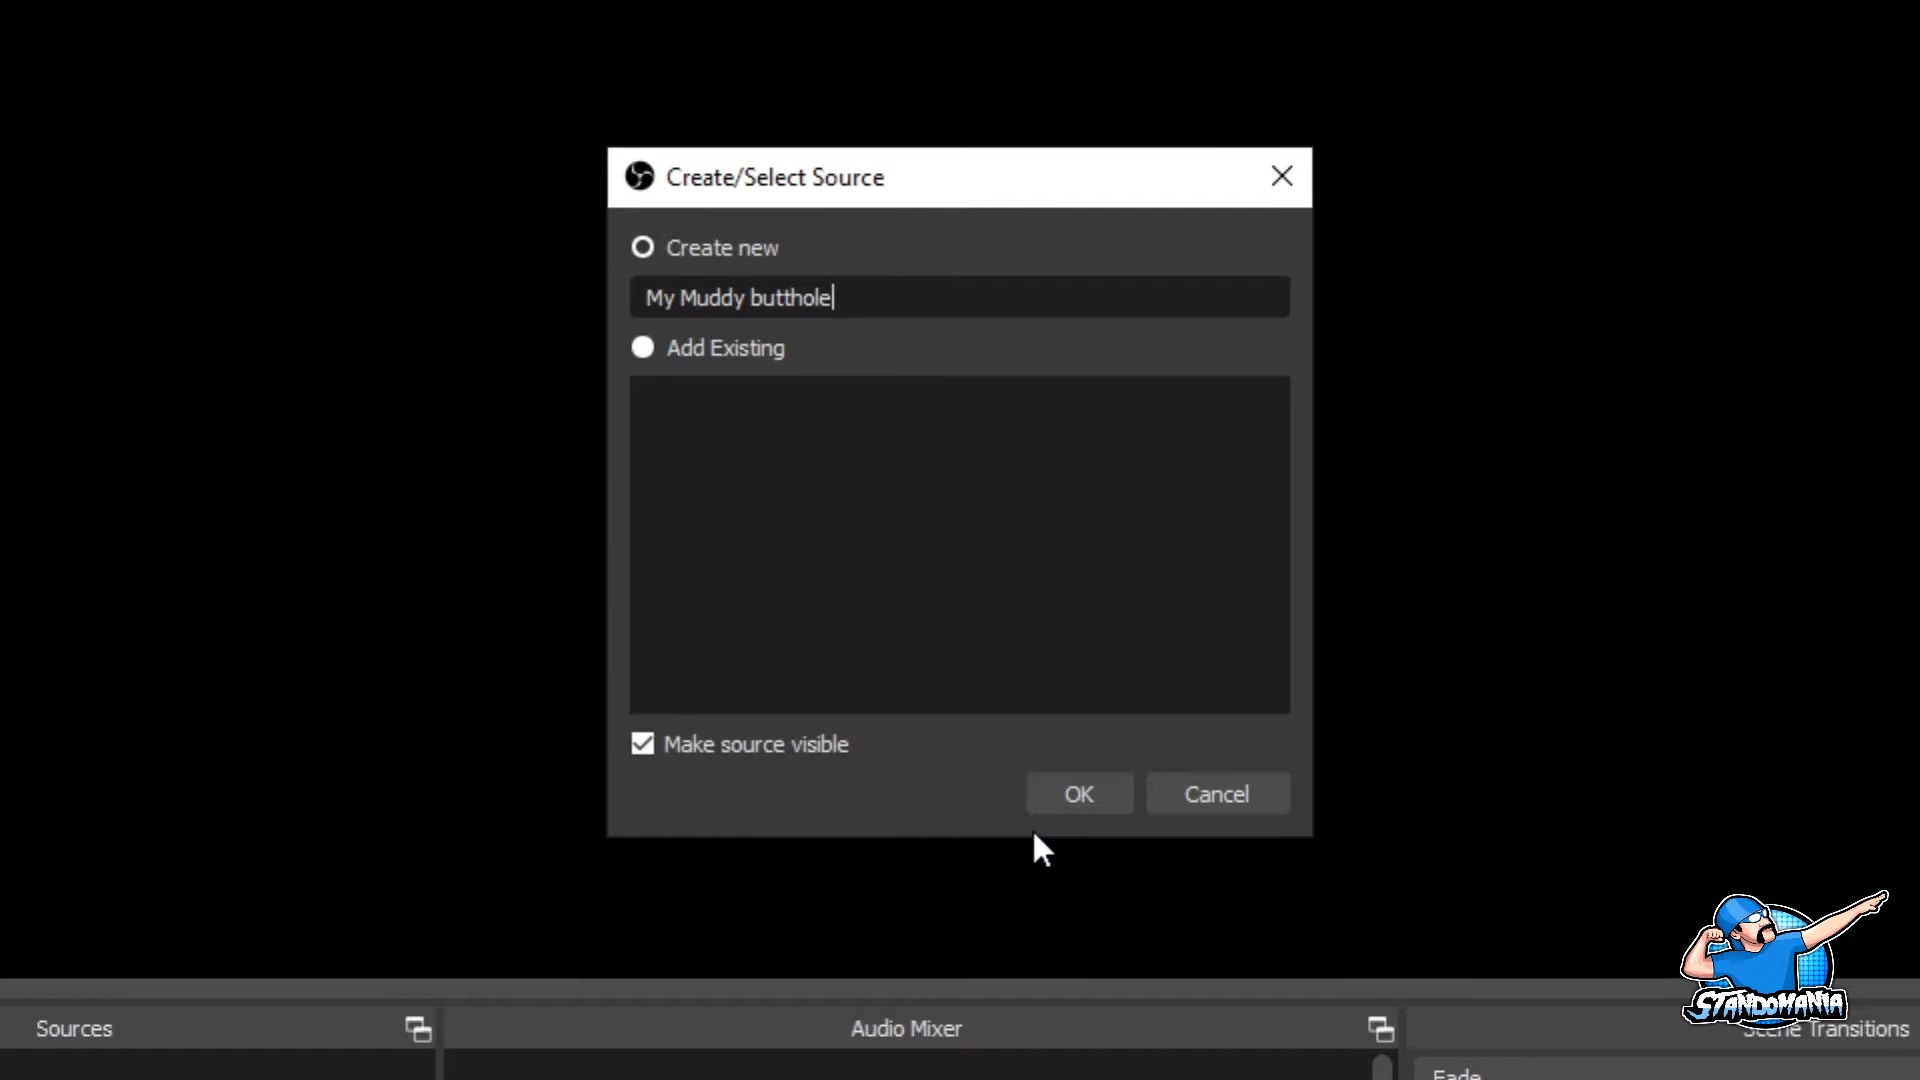 Create/Select Source
Create new
My Muddy butthole
Add Existing
Make source visible
OK Cancel
STANDOMANIA
Sources Audio Mixer Scene Transitions
Fade